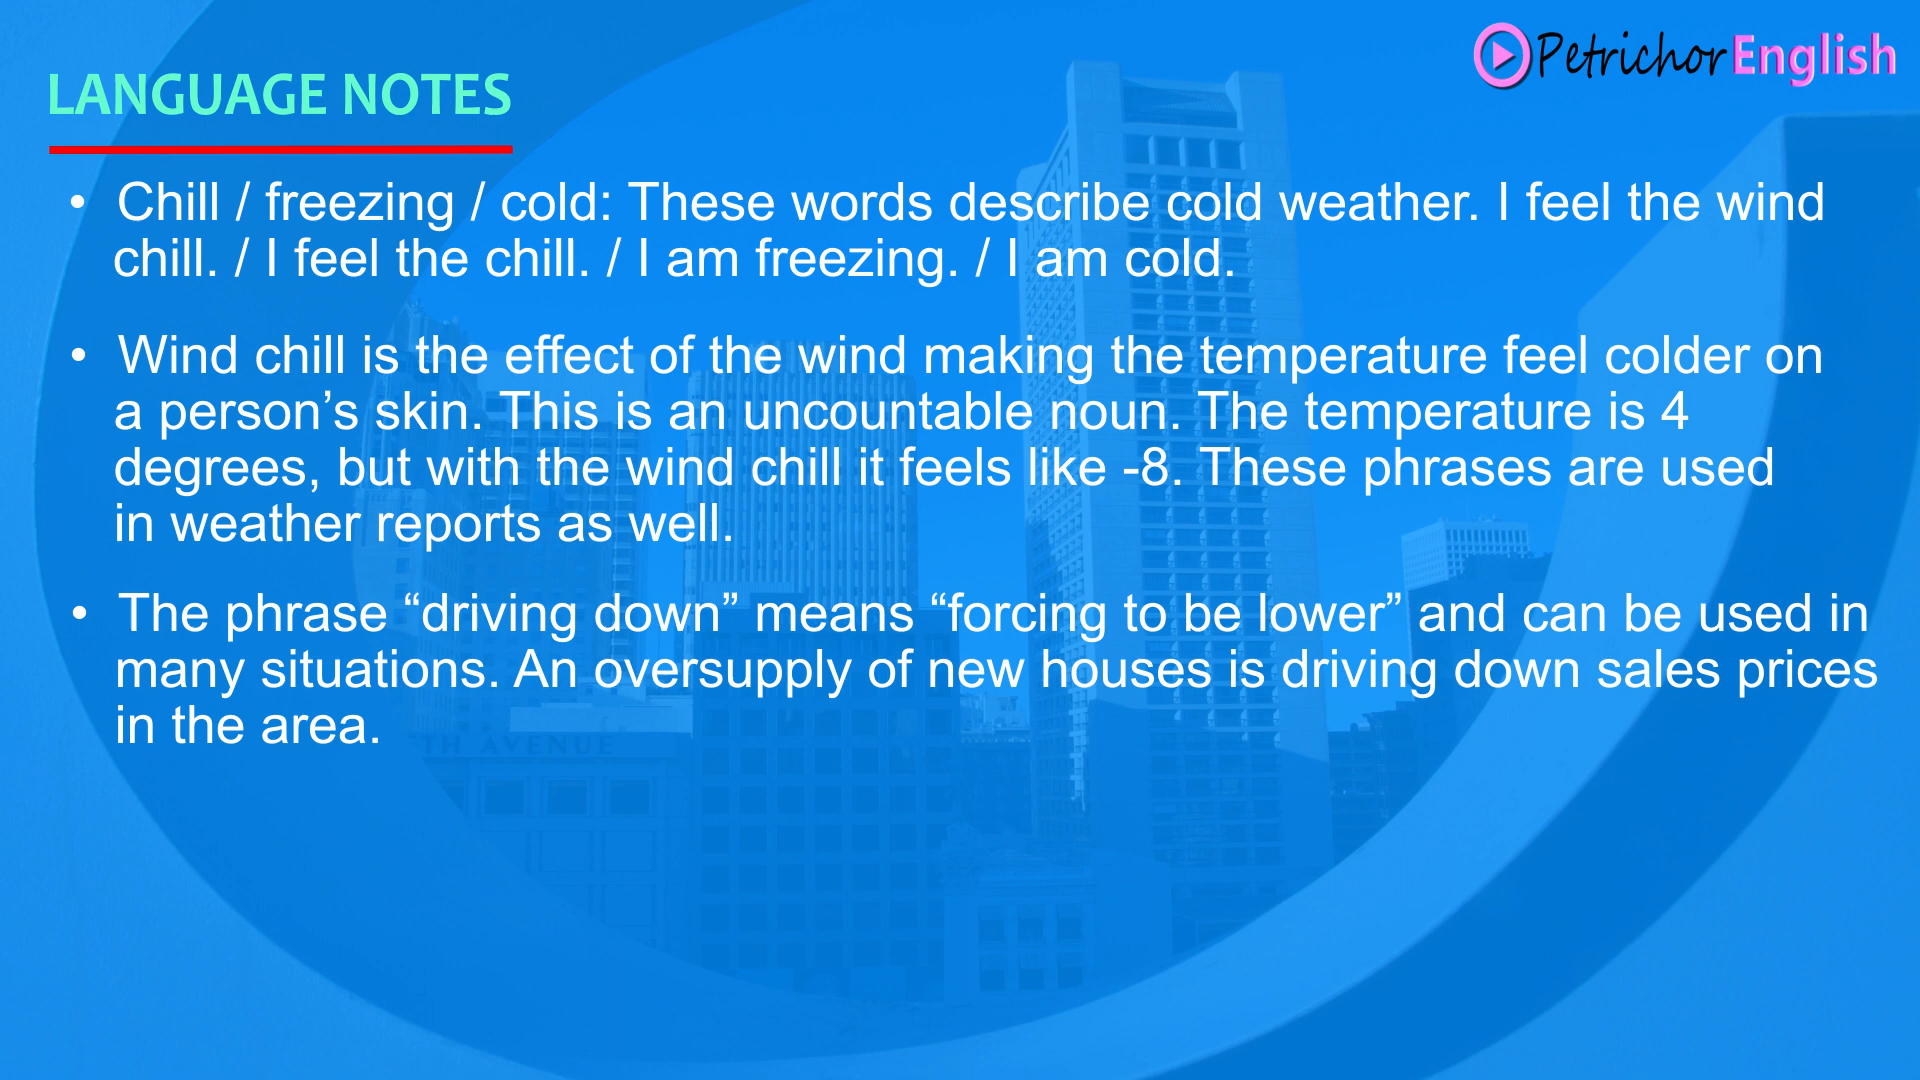 PetrichorEnglish
LANGUAGE NOTES
• Chill / freezing / cold: These words describe cold weather. I feel the wind
chill. / I feel the chill. / I am freezing. / I am cold.
• Wind chill is the effect of the wind making the temperature feel colder on
a person’s skin. This is an uncountable noun. The temperature is 4
degrees, but with the wind chill it feels like -8. These phrases are used
in weather reports as well.
• The phrase “driving down” means “forcing to be lower” and can be used in
many situations. An oversupply of new houses is driving down sales prices
in the area.
TH AVENUE